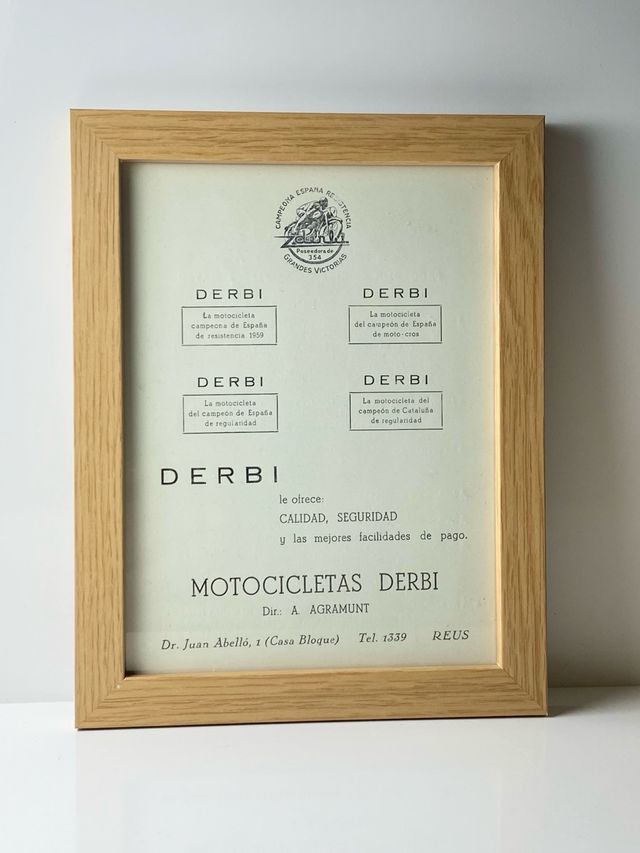 CAMPEONA ESPAÑA RESISTENCIA
Derbi
Poseedora de
354
GRANDES VICTORIAS
DERBI
La motocicleta
campeona de España
de resistencia 1959
DERBI
La motocicleta
del campeón de España
de moto-cros
DERBI
La motocicleta
del campeón de España
de regularidad
DERBI
La motocicleta del
campeón de Cataluña
de regularidad
DERBI
le ofrece:
CALIDAD, SEGURIDAD
y las mejores facilidades de pago.
MOTOCICLETAS DERBI
Dir.: A. AGRAMUNT
Dr. Juan Abelló, 1 (Casa Bloque) Tel. 1339 REUS